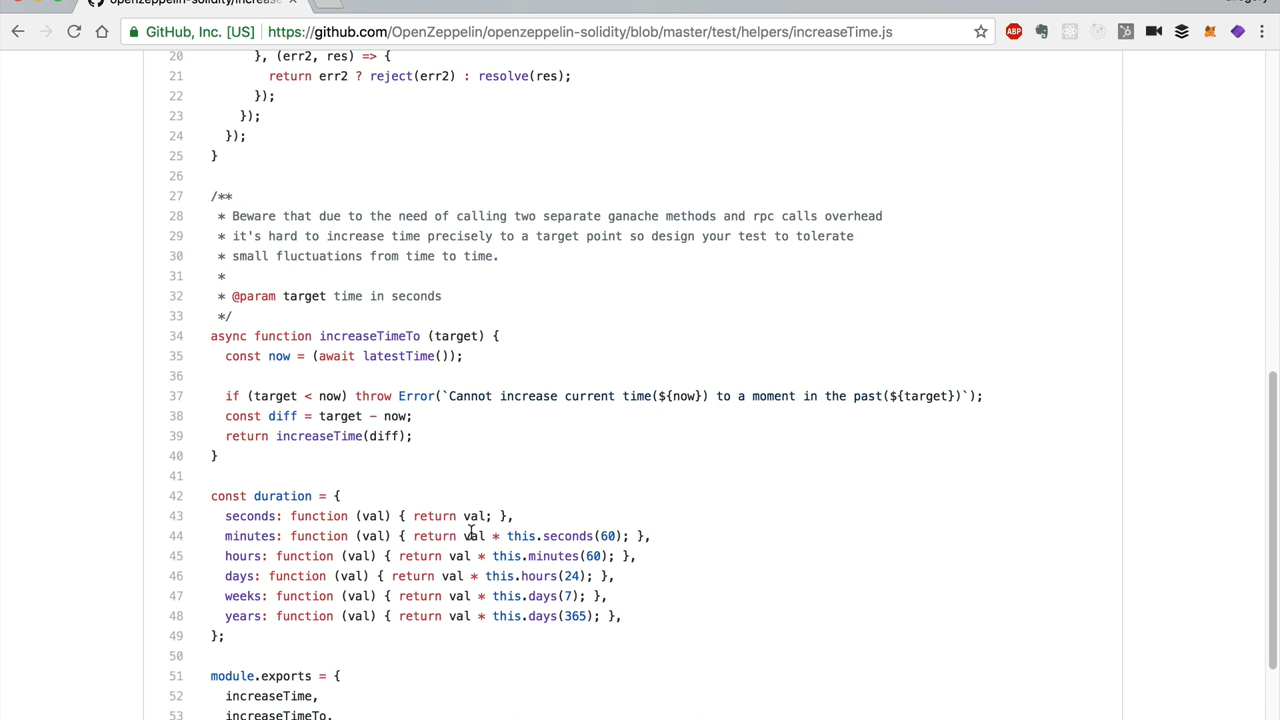 openzeppelin-solidity/increase
GitHub, Inc. [US] https://github.com/OpenZeppelin/openzeppelin-solidity/blob/master/test/helpers/increaseTime.js ABP
20 }, (err2, res) => {
21 return err2 ? reject(err2) : resolve(res);
22 });
23 });
24 });
25 }
26
27 /**
28 * Beware that due to the need of calling two separate ganache methods and rpc calls overhead
29 * it's hard to increase time precisely to a target point so design your test to tolerate
30 * small fluctuations from time to time.
31 *
32 * @param target time in seconds
33 */
34 async function increaseTimeTo (target) {
35 const now = (await latestTime());
36
37 if (target < now) throw Error(`Cannot increase current time(${now}) to a moment in the past(${target})`);
38 const diff = target - now;
39 return increaseTime(diff);
40 }
41
42 const duration = {
43 seconds: function (val) { return val; },
44 minutes: function (val) { return val * this.seconds(60); },
45 hours: function (val) { return val * this.minutes(60); },
46 days: function (val) { return val * this.hours(24); },
47 weeks: function (val) { return val * this.days(7); },
48 years: function (val) { return val * this.days(365); },
49 };
50
51 module.exports = {
52 increaseTime,
53 increaseTimeTo,